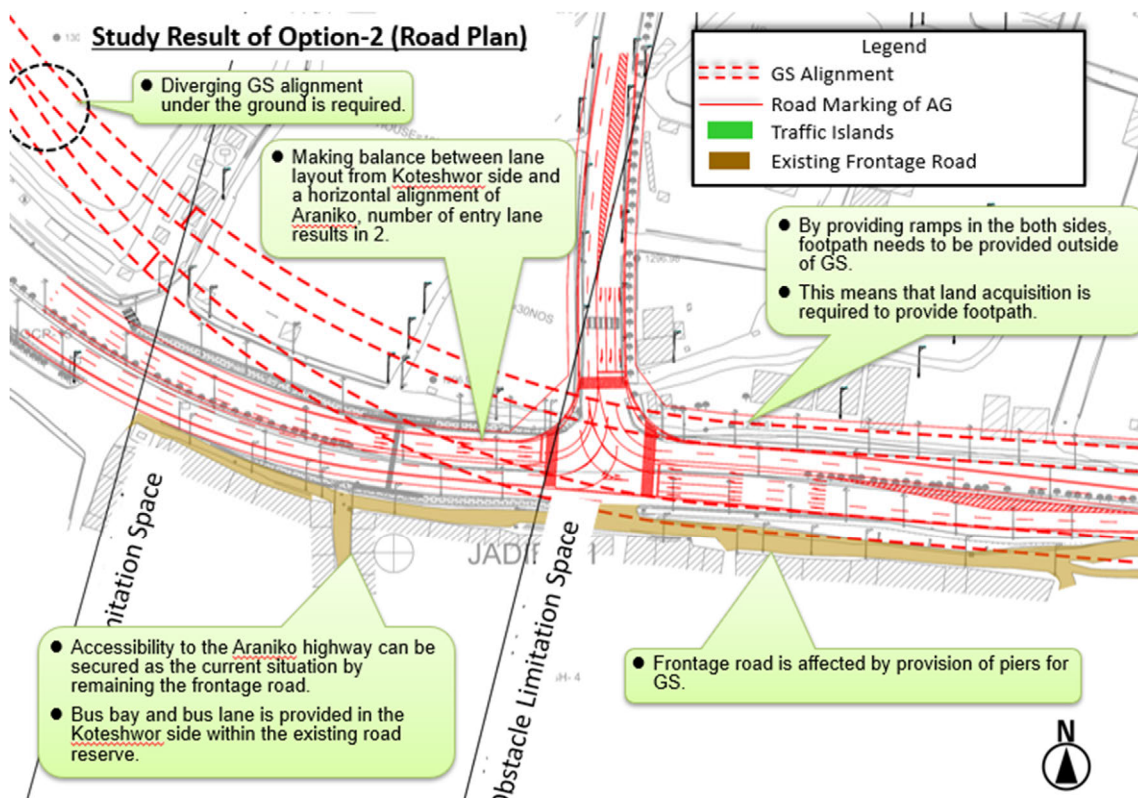 Study Result of Option-2 (Road Plan)
Legend
GS Alignment
Road Marking of AG
Traffic Islands
Existing Frontage Road
● Diverging GS alignment
under the ground is required.
● Making balance between lane
layout from Koteshwor side and
a horizontal alignment of
Araniko, number of entry lane
results in 2.
● By providing ramps in the both sides,
footpath needs to be provided outside
of GS.
● This means that land acquisition is
required to provide footpath.
1296.98
Obstacle Limitation Space
● Accessibility to the Araniko highway can be
secured as the current situation by
remaining the frontage road.
● Bus bay and bus lane is provided in the
Koteshwor side within the existing road
reserve.
● Frontage road is affected by provision of piers for
GS.
N